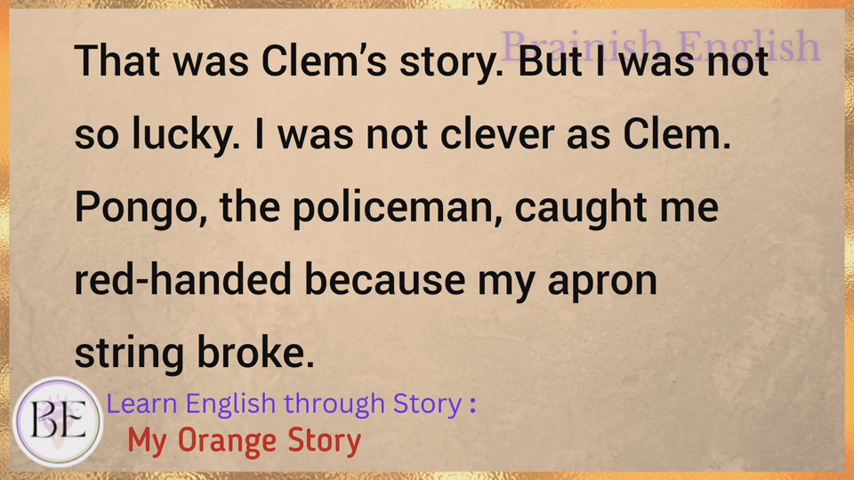 Brainish English
That was Clem’s story. But I was not
so lucky. I was not clever as Clem.
Pongo, the policeman, caught me
red-handed because my apron
string broke.
BE
Learn English through Story :
My Orange Story